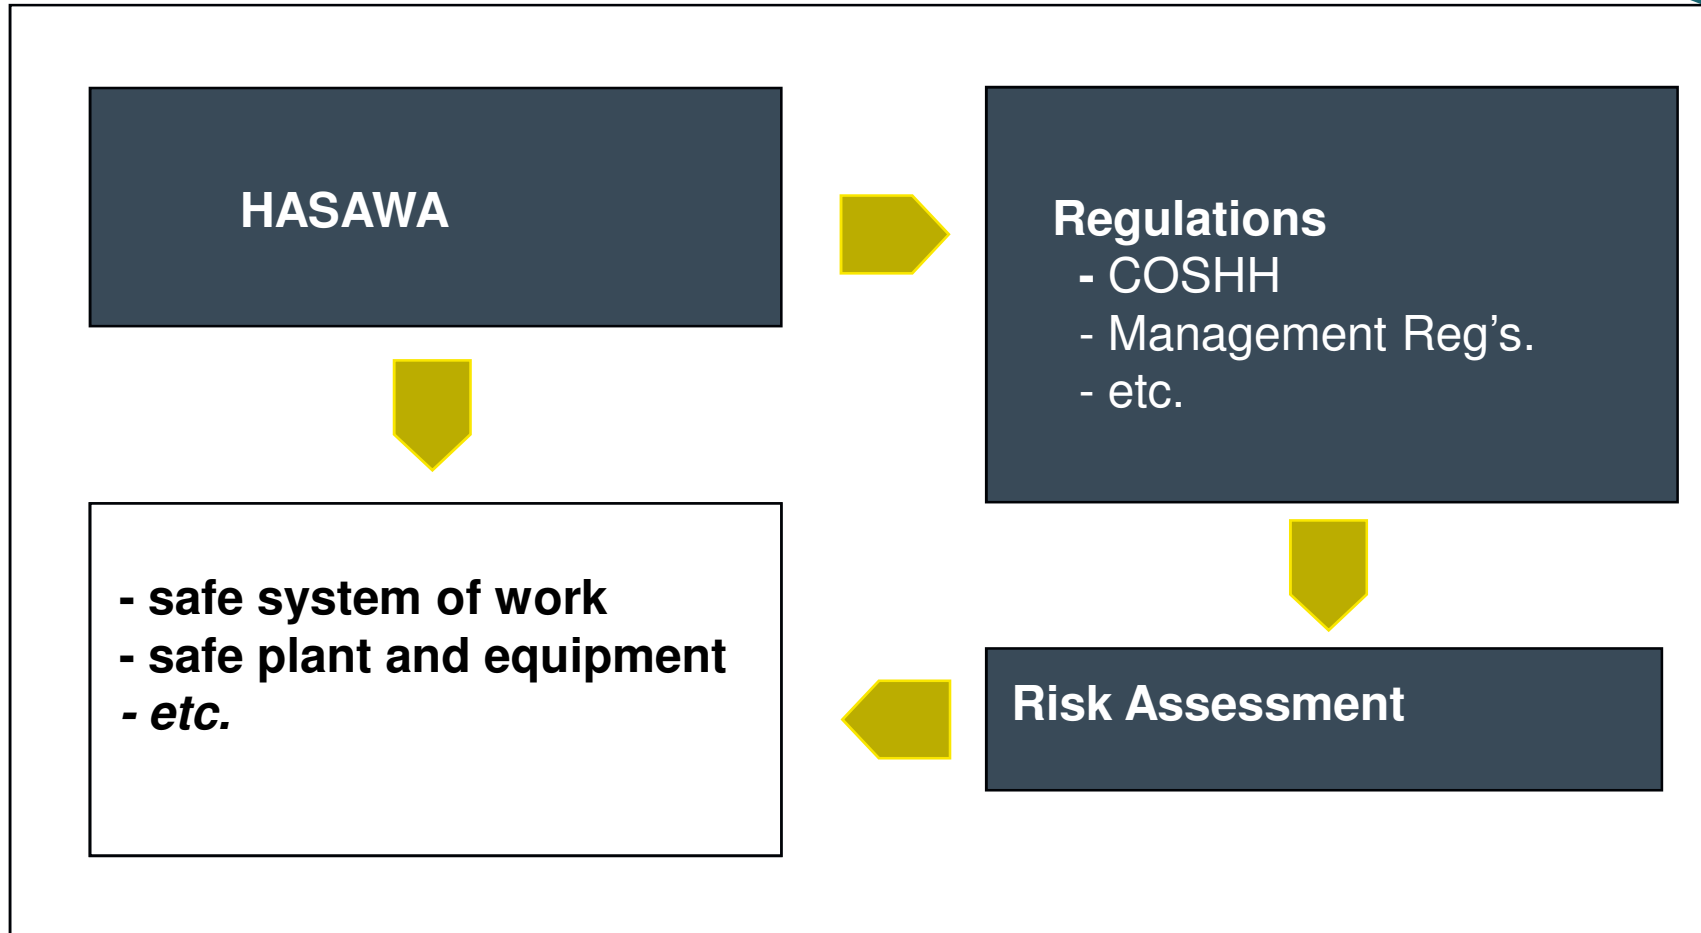 HASAWA
Regulations
- COSHH
- Management Reg's.
- etc.
- safe system of work
- safe plant and equipment
- etc.
Risk Assessment